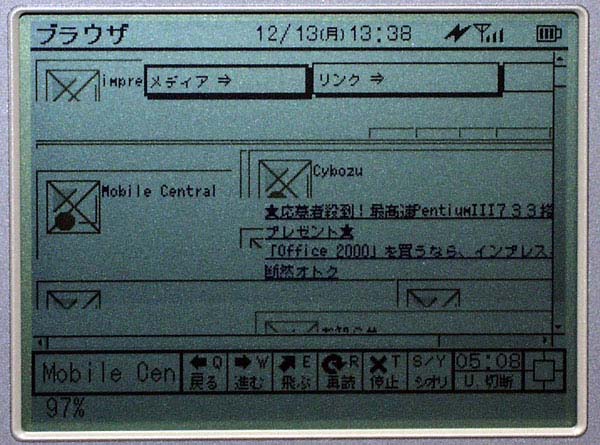 ブラウザ 12/13(月)13:38
impre メディア ⇒ リンク ⇒
Mobile Central
Cybozu
★応募者殺到!最高速PentiumIII733搭
プレゼント★
「Office 2000」を買うなら、インプレス
断然オトク
お知らせ
Mobile Cen
Q 戻る
W 進む
E 飛ぶ
R 再読
T 停止
S/Y シオリ
05:08
U.切断
97%